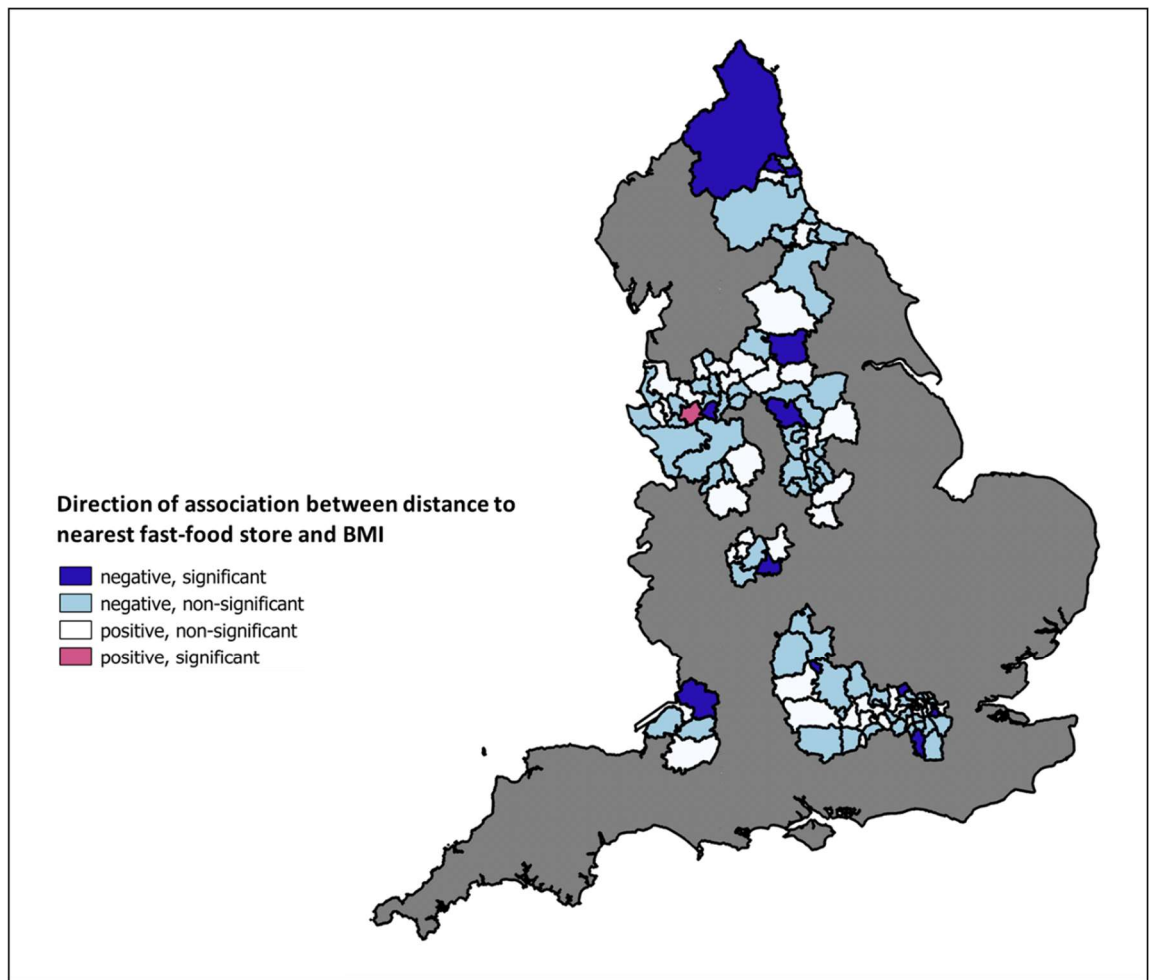 Direction of association between distance to
nearest fast-food store and BMI
negative, significant
negative, non-significant
positive, non-significant
positive, significant